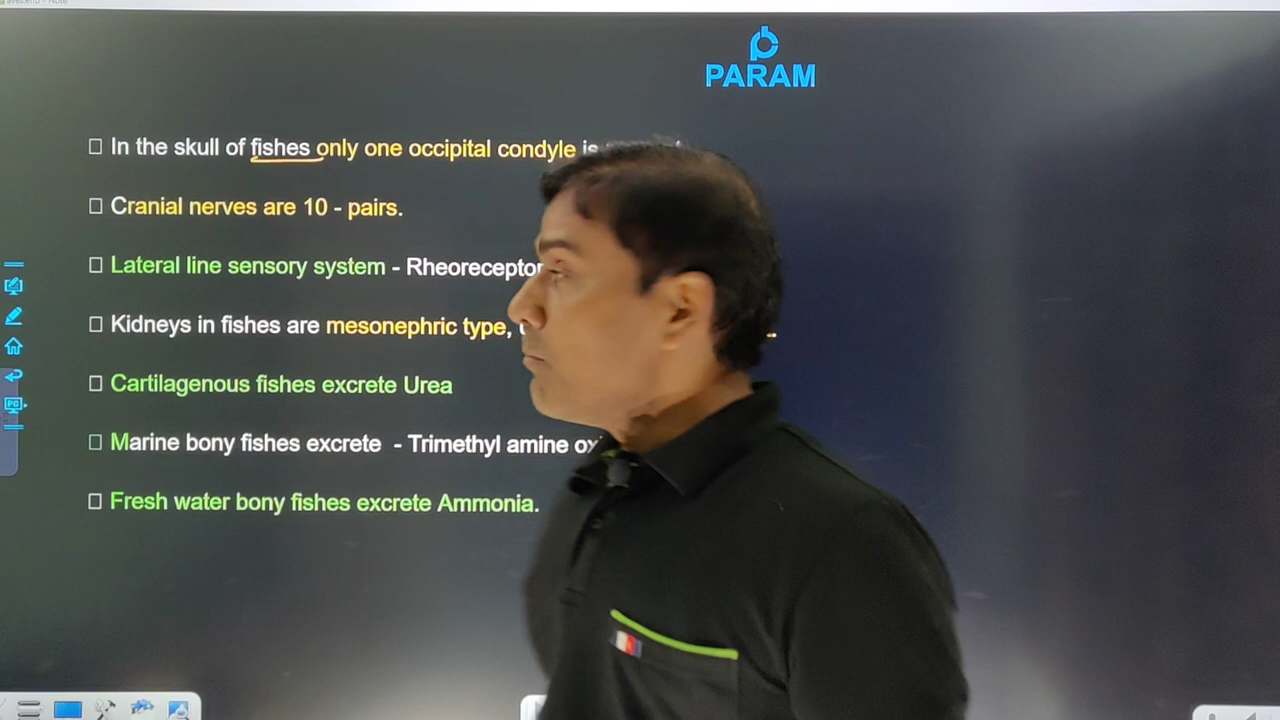 PARAM
In the skull of fishes only one occipital condyle is
Cranial nerves are 10 - pairs.
Lateral line sensory system - Rheoreceptor
Kidneys in fishes are mesonephric type,
Cartilagenous fishes excrete Urea
Marine bony fishes excrete - Trimethyl amine
Fresh water bony fishes excrete Ammonia.
PC